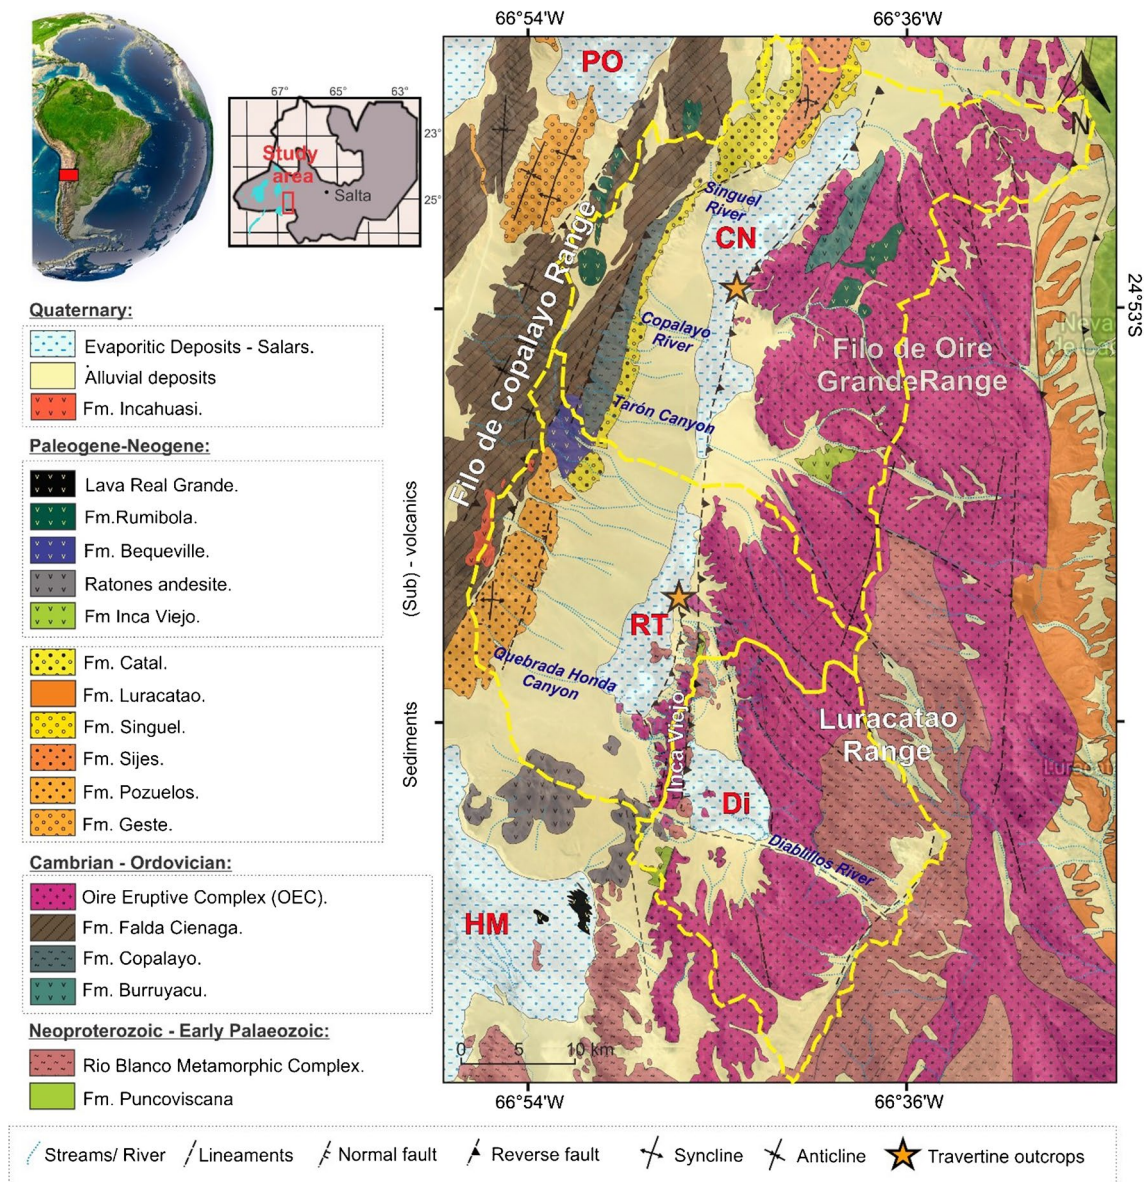 66°54'W
66°36'W
67°
65°
63°
23°
25°
Study
area
Salta
PO
N
Singuel
River
CN
24°53'S
Copalayo
River
Filo de Copalayo Range
Filo de Oire
GrandeRange
Tarón Canyon
RT
Quebrada Honda
Canyon
Inca Viejo
Luracatao
Range
Di
Diablillos River
HM
0 5 10 km
66°54'W
66°36'W
Quaternary:
Evaporitic Deposits - Salars.
Alluvial deposits
Fm. Incahuasi.
Paleogene-Neogene:
Lava Real Grande.
Fm.Rumibola.
Fm. Bequeville.
Ratones andesite.
Fm Inca Viejo.
(Sub) - volcanics
Fm. Catal.
Fm. Luracatao.
Fm. Singuel.
Fm. Sijes.
Fm. Pozuelos.
Fm. Geste.
Sediments
Cambrian - Ordovician:
Oire Eruptive Complex (OEC).
Fm. Falda Cienaga.
Fm. Copalayo.
Fm. Burruyacu.
Neoproterozoic - Early Palaeozoic:
Rio Blanco Metamorphic Complex.
Fm. Puncoviscana
Streams/ River
Lineaments
Normal fault
Reverse fault
Syncline
Anticline
Travertine outcrops